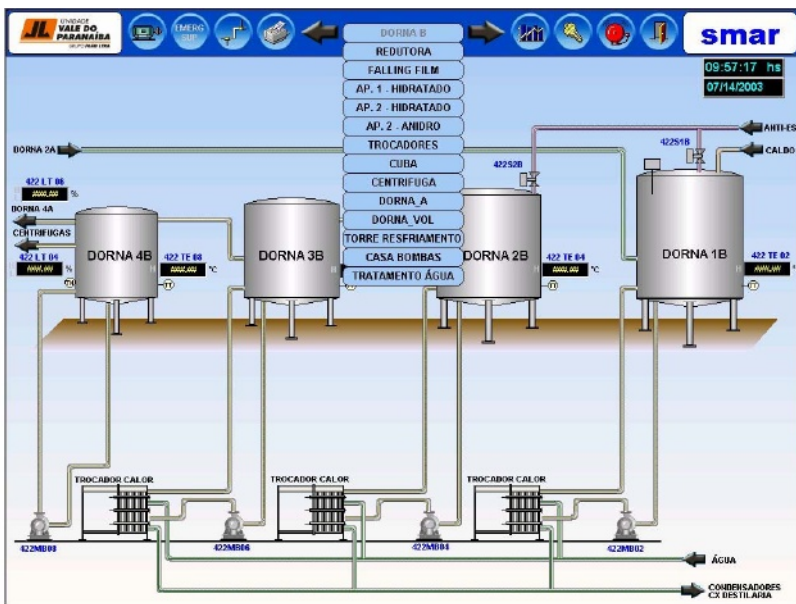 JL UNIDADE
VALE DO
PARANAÍBA
EMERG
SUP
DORNA B
smar
REDUTORA
FALLING FILM
AP. 1 - HIDRATADO
AP. 2 - HIDRATADO
AP. 2 - ANIDRO
TROCADORES
CUBA
CENTRIFUGA
DORNA_A
DORNA_VOL
TORRE RESFRIAMENTO
CASA BOMBAS
TRATAMENTO ÁGUA
09:57:17 hs
07/14/2003
ANTI-ES
422S1B
CALDO
DORNA 2A
422S2B
422 LT 06
%
DORNA 4A
CENTRIFUGAS
422 LT 04
%
DORNA 4B
422 TE 08
°C
DORNA 3B
DORNA 2B
422 TE 04
°C
DORNA 1B
422 TE 02
TROCADOR CALOR
TROCADOR CALOR
TROCADOR CALOR
422MB08
422MB06
422MB04
422MB02
ÁGUA
CONDENSADORES
CX DESTILARIA